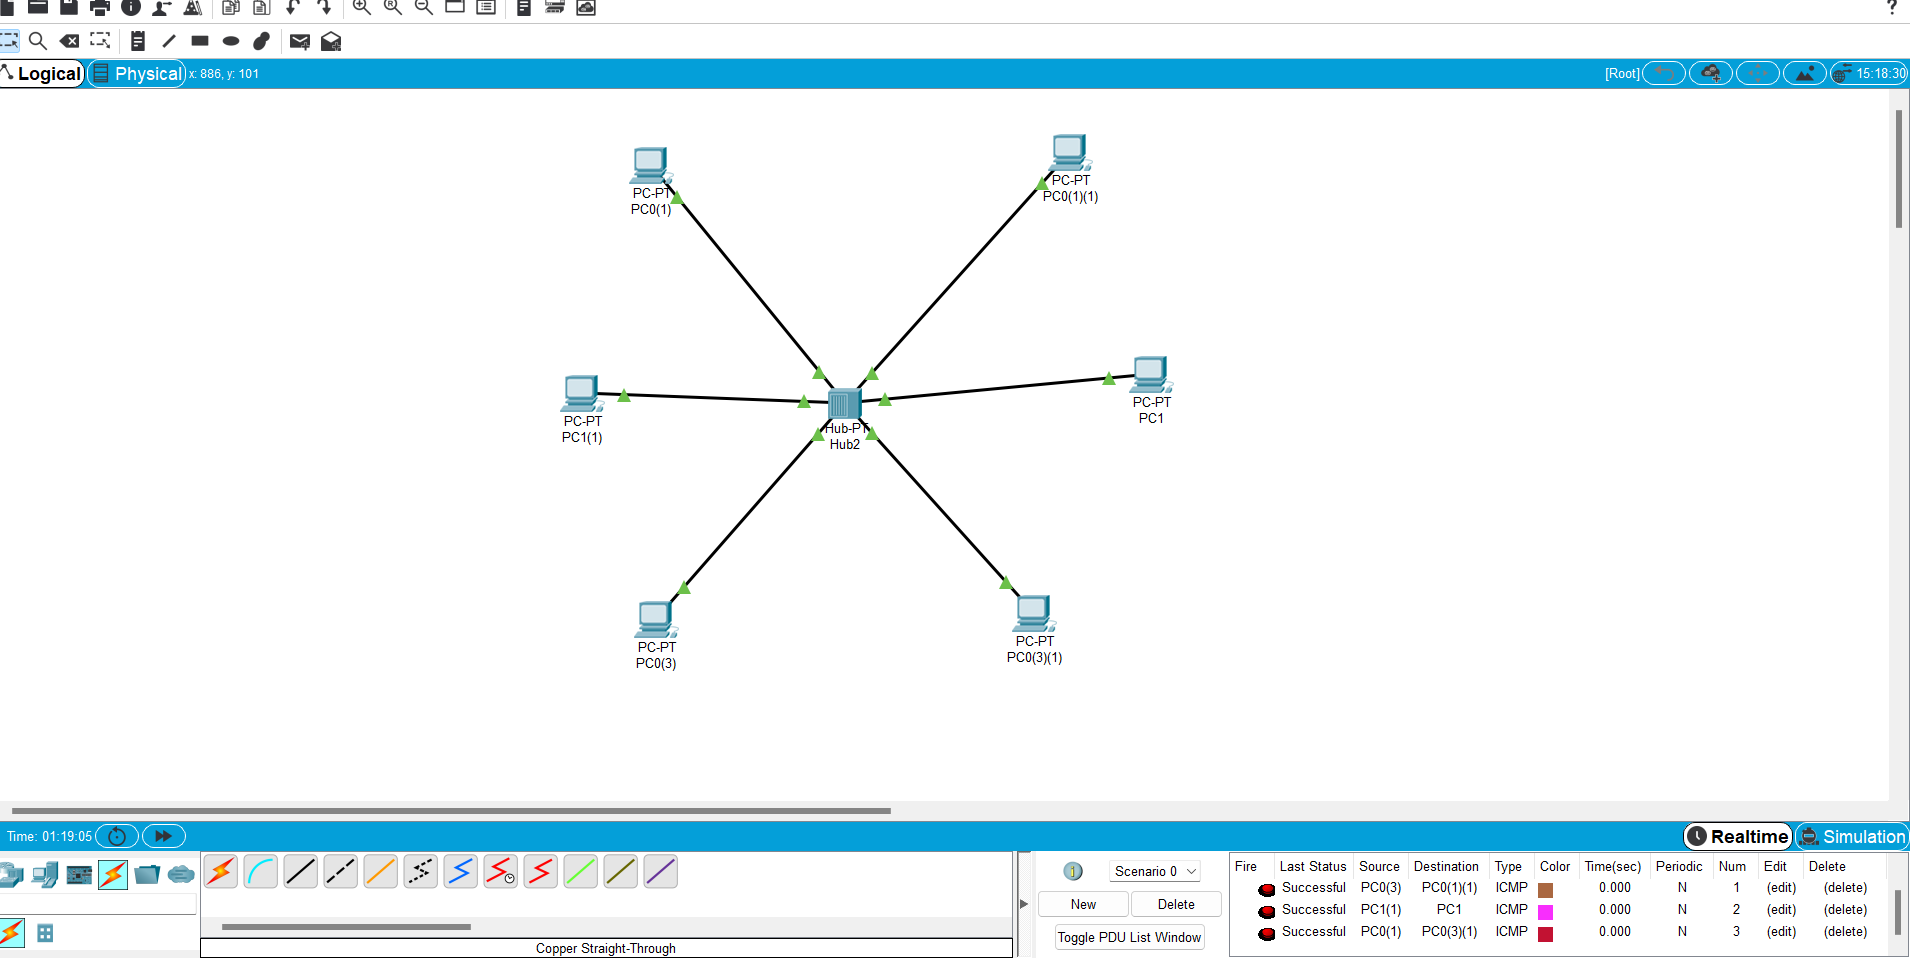 ?
Logical Physical x: 886, y: 101 [Root] 15:18:30
PC-PT
PC0(1)
PC-PT
PC0(1)(1)
PC-PT
PC1(1)
PC-PT
PC1
Hub-PT
Hub2
PC-PT
PC0(3)
PC-PT
PC0(3)(1)
Time: 01:19:05 Realtime Simulation
Scenario 0
New Delete
Toggle PDU List Window
Copper Straight-Through
Fire Last Status Source Destination Type Color Time(sec) Periodic Num Edit Delete
Successful PC0(3) PC0(1)(1) ICMP 0.000 N 1 (edit) (delete)
Successful PC1(1) PC1 ICMP 0.000 N 2 (edit) (delete)
Successful PC0(1) PC0(3)(1) ICMP 0.000 N 3 (edit) (delete)